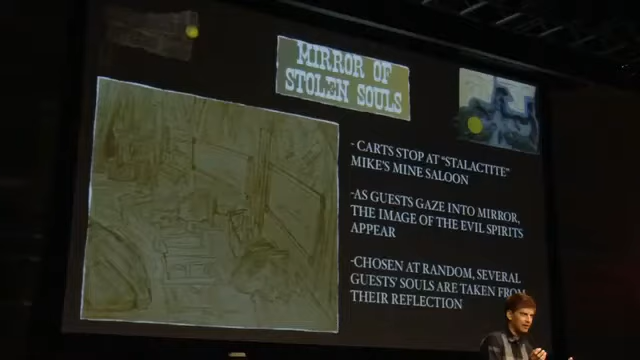 MIRROR OF
STOLEN SOULS
- CARTS STOP AT "STALACTITE"
MIKE'S MINE SALOON
-AS GUESTS GAZE INTO MIRROR,
THE IMAGE OF THE EVIL SPIRITS
APPEAR
-CHOSEN AT RANDOM, SEVERAL
GUESTS' SOULS ARE TAKEN FROM
THEIR REFLECTION